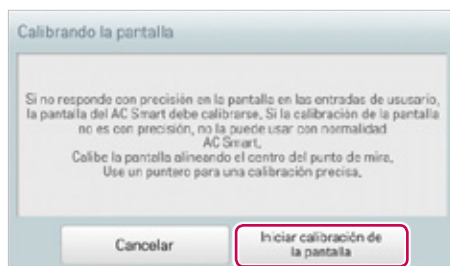 Calibrando la pantalla
Si no responde con precisión en la pantalla en las entradas de ususario,
la pantalla del AC Smart debe calibrarse. Si la calibración de la pantalla
no es con precisión, no la puede usar con normalidad
AC Smart.
Calibe la pantalla alineando el centro del punto de mira.
Use un puntero para una calibración precisa.
Cancelar
Iniciar calibración de
la pantalla